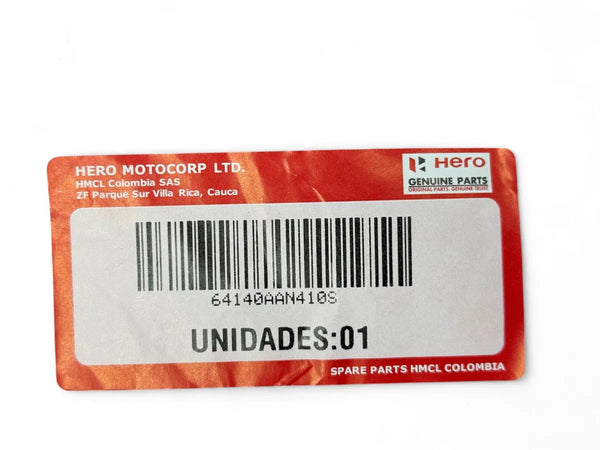 HERO MOTOCORP LTD.
HMCL Colombia SAS
ZF Parque Sur Villa Rica, Cauca
Hero
GENUINE PARTS
ORIGINAL PARTS. GENUINE TRUST
64140AAN410S
UNIDADES:01
SPARE PARTS HMCL COLOMBIA